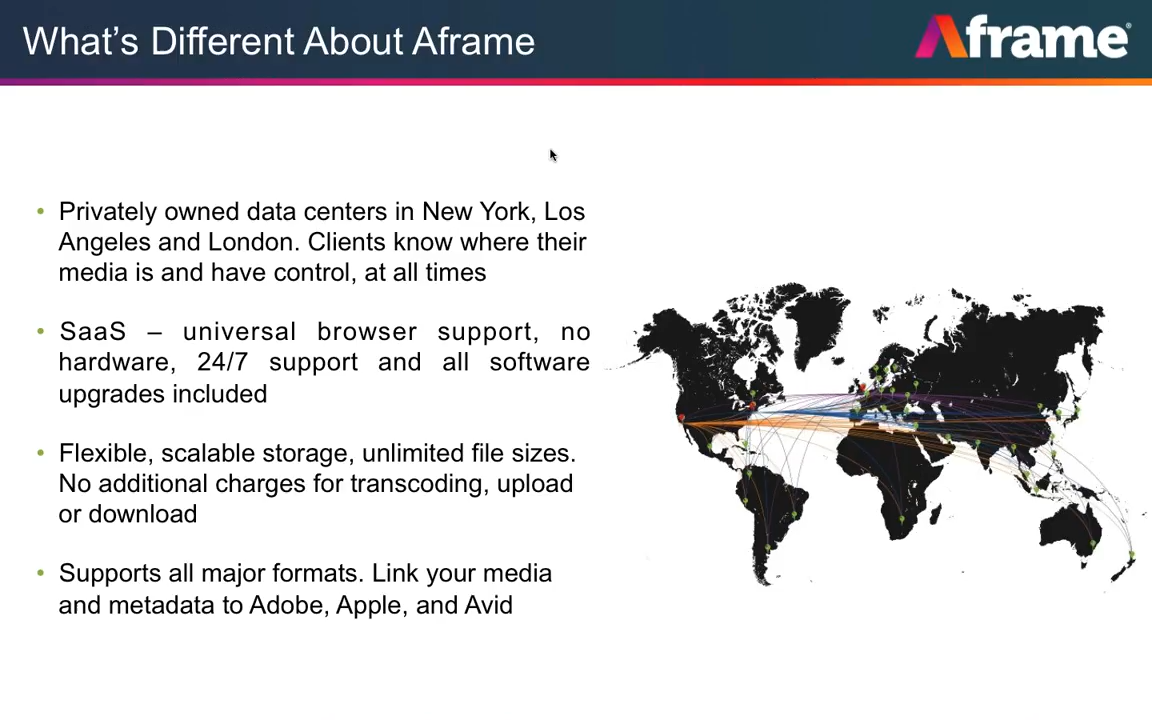 What's Different About Aframe
Aframe
• Privately owned data centers in New York, Los
Angeles and London. Clients know where their
media is and have control, at all times
• SaaS – universal browser support, no
hardware, 24/7 support and all software
upgrades included
• Flexible, scalable storage, unlimited file sizes.
No additional charges for transcoding, upload
or download
• Supports all major formats. Link your media
and metadata to Adobe, Apple, and Avid